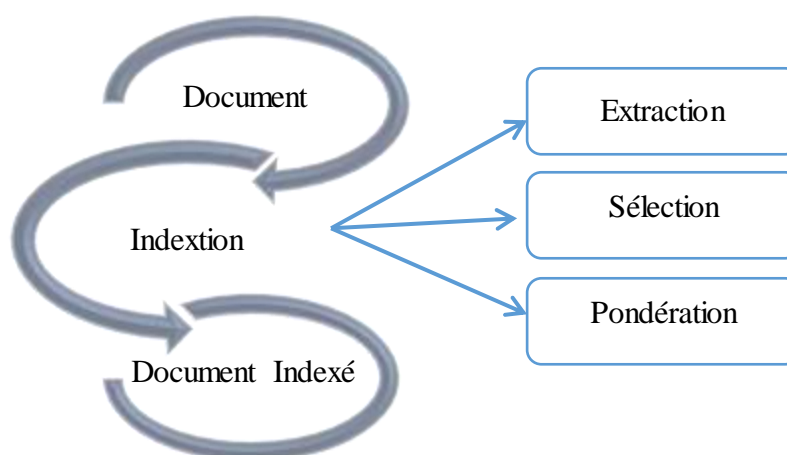 Document
Extraction
Sélection
Indextion
Pondération
Document Indexé